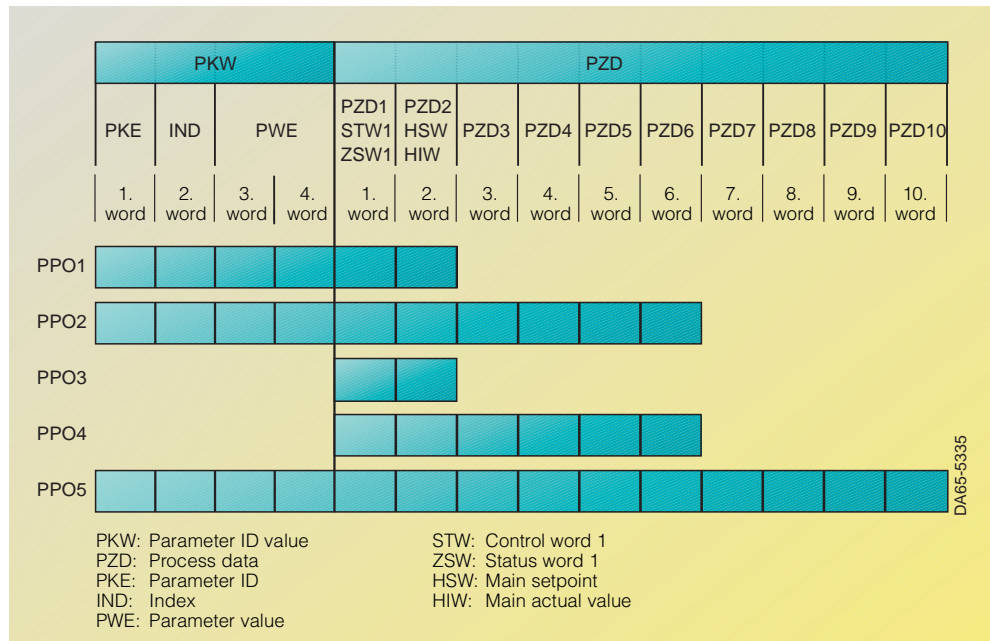 PKW PZD
PKE IND PWE PZD1 STW1 ZSW1 PZD2 HSW HIW PZD3 PZD4 PZD5 PZD6 PZD7 PZD8 PZD9 PZD10
1. word 2. word 3. word 4. word 1. word 2. word 3. word 4. word 5. word 6. word 7. word 8. word 9. word 10. word
PPO1
PPO2
PPO3
PPO4
PPO5
DA65-5335
PKW: Parameter ID value
PZD: Process data
PKE: Parameter ID
IND: Index
PWE: Parameter value
STW: Control word 1
ZSW: Status word 1
HSW: Main setpoint
HIW: Main actual value